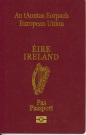 An tAontas Eorpach
European Union
ÉIRE
IRELAND
Pas
Passport